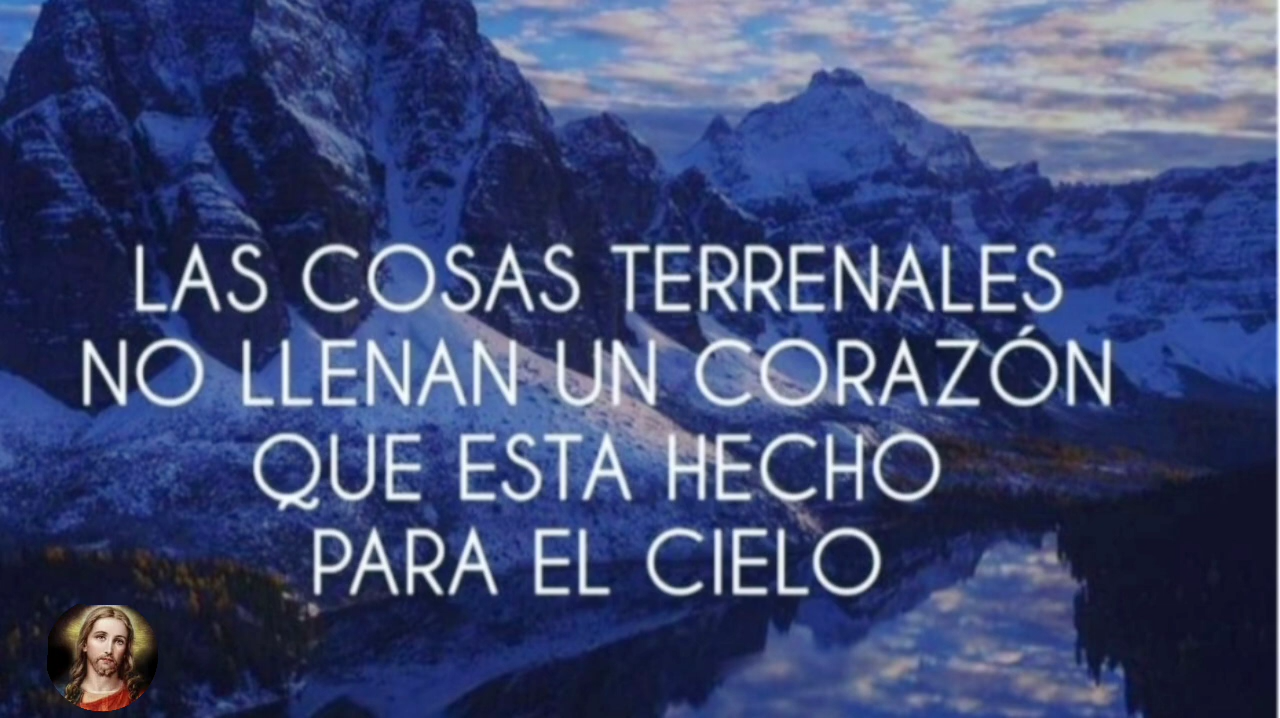 LAS COSAS TERRENALES
NO LLENAN UN CORAZÓN
QUE ESTA HECHO
PARA EL CIELO